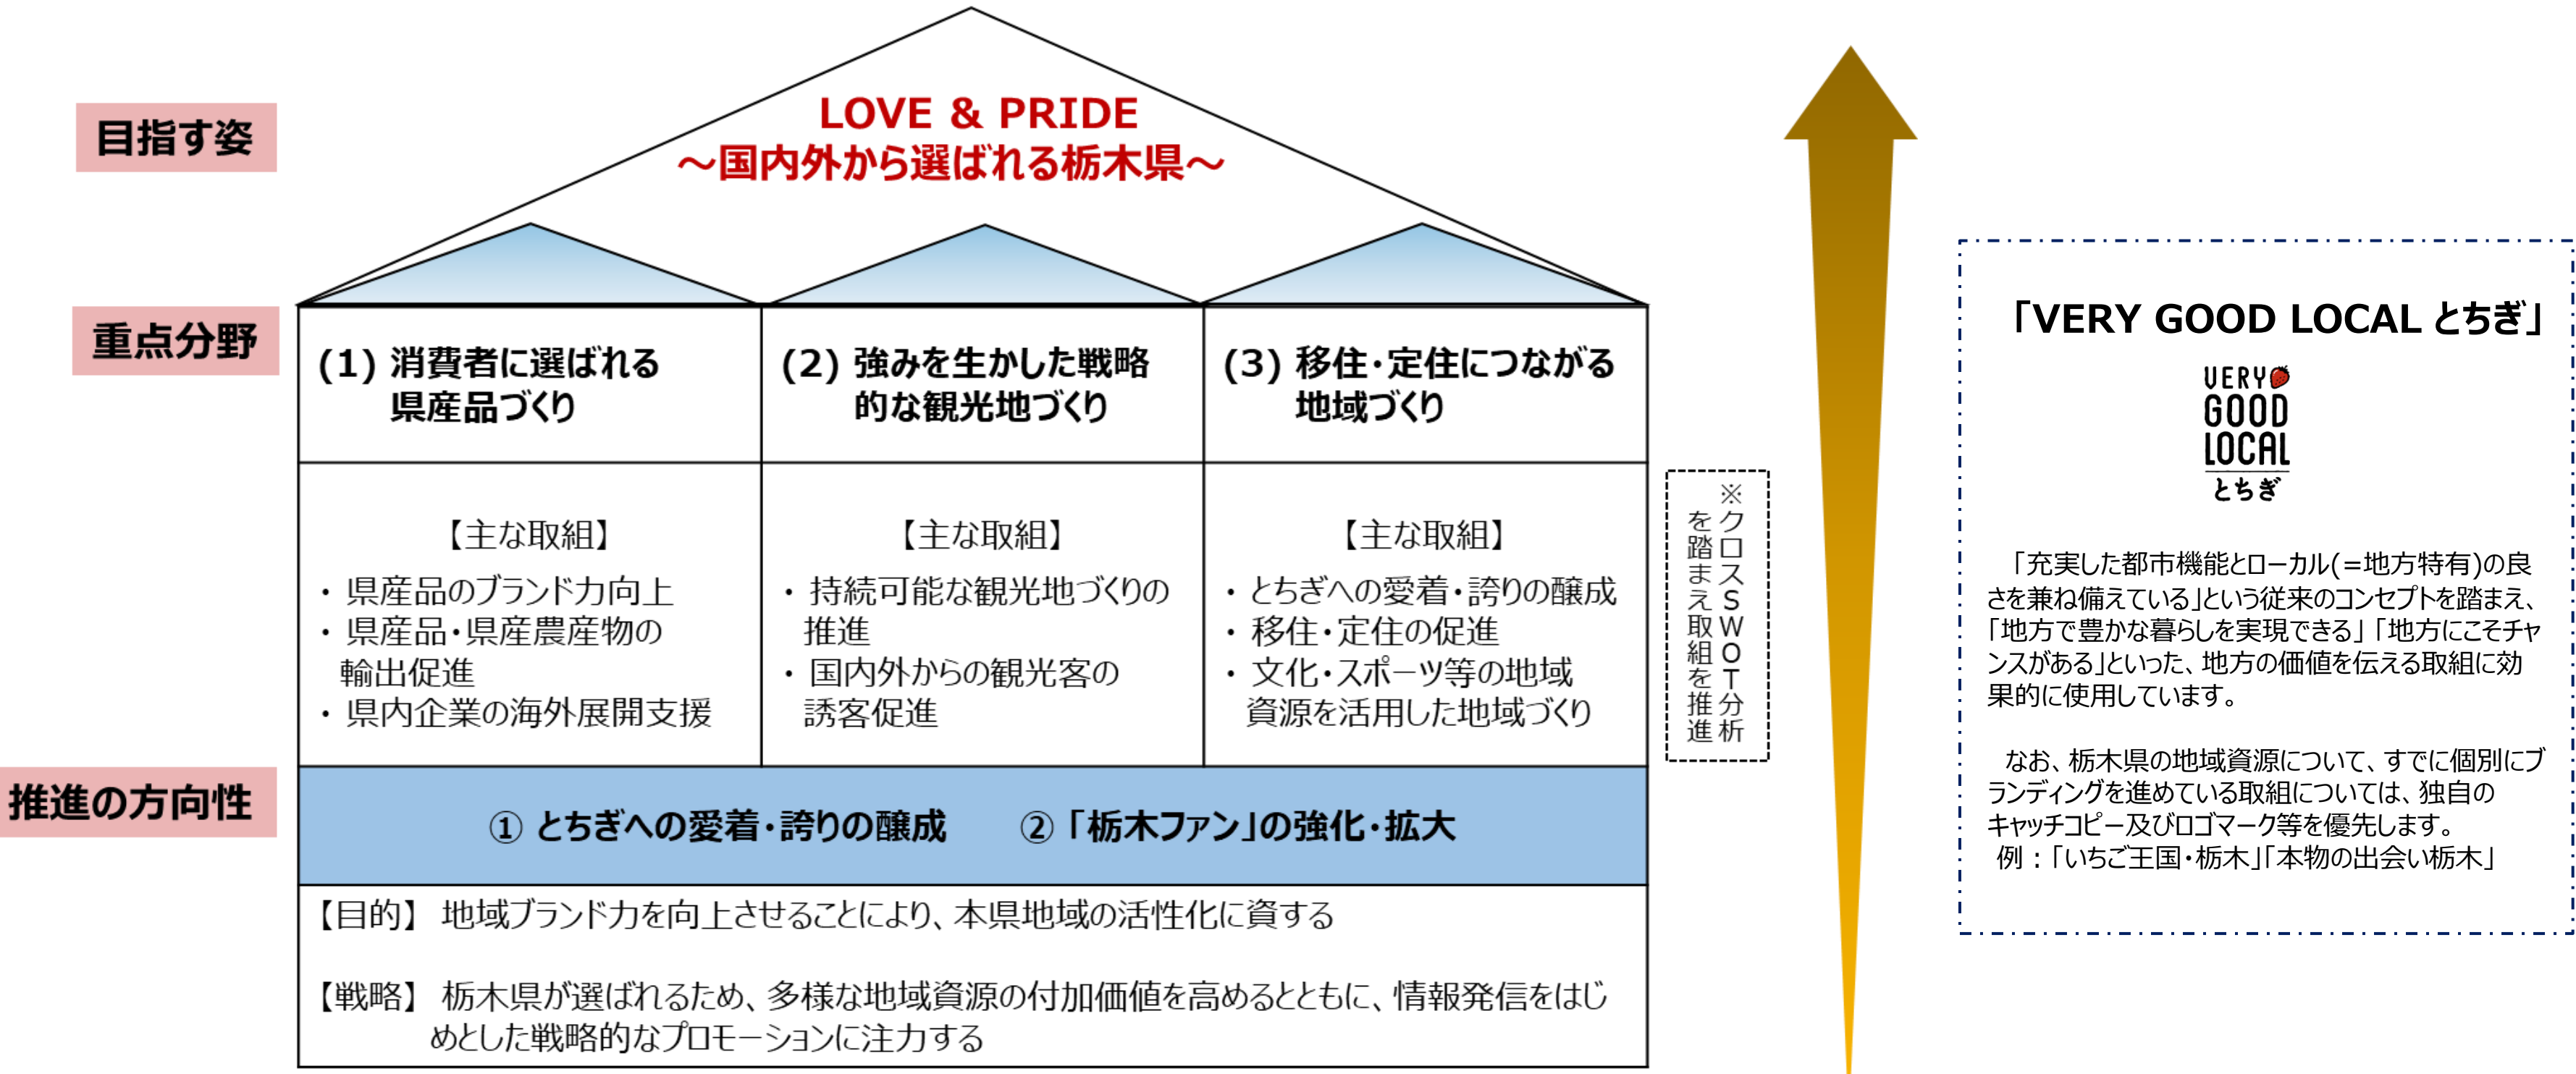 目指す姿
LOVE & PRIDE
～国内外から選ばれる栃木県～
重点分野
(1) 消費者に選ばれる
県産品づくり
(2) 強みを生かした戦略
的な観光地づくり
(3) 移住・定住につながる
地域づくり
【主な取組】
・ 県産品のブランド力向上
・ 県産品・県産農産物の
輸出促進
・ 県内企業の海外展開支援
【主な取組】
・ 持続可能な観光地づくりの
推進
・ 国内外からの観光客の
誘客促進
【主な取組】
・ とちぎへの愛着・誇りの醸成
・ 移住・定住の促進
・ 文化・スポーツ等の地域
資源を活用した地域づくり
※クロスSWOT分析
を踏まえ取組を推進
推進の方向性
① とちぎへの愛着・誇りの醸成　② 「栃木ファン」の強化・拡大
【目的】 地域ブランド力を向上させることにより、本県地域の活性化に資する
【戦略】 栃木県が選ばれるため、多様な地域資源の付加価値を高めるとともに、情報発信をはじ
めとした戦略的なプロモーションに注力する
「VERY GOOD LOCAL とちぎ」
VERY
GOOD
LOCAL
とちぎ
「充実した都市機能とローカル(=地方特有)の良
さを兼ね備えている」という従来のコンセプトを踏まえ、
「地方で豊かな暮らしを実現できる」「地方にこそチャ
ンスがある」といった、地方の価値を伝える取組に効
果的に使用しています。
なお、栃木県の地域資源について、すでに個別にブ
ランディングを進めている取組については、独自の
キャッチコピー及びロゴマーク等を優先します。
例：「いちご王国・栃木」「本物の出会い栃木」